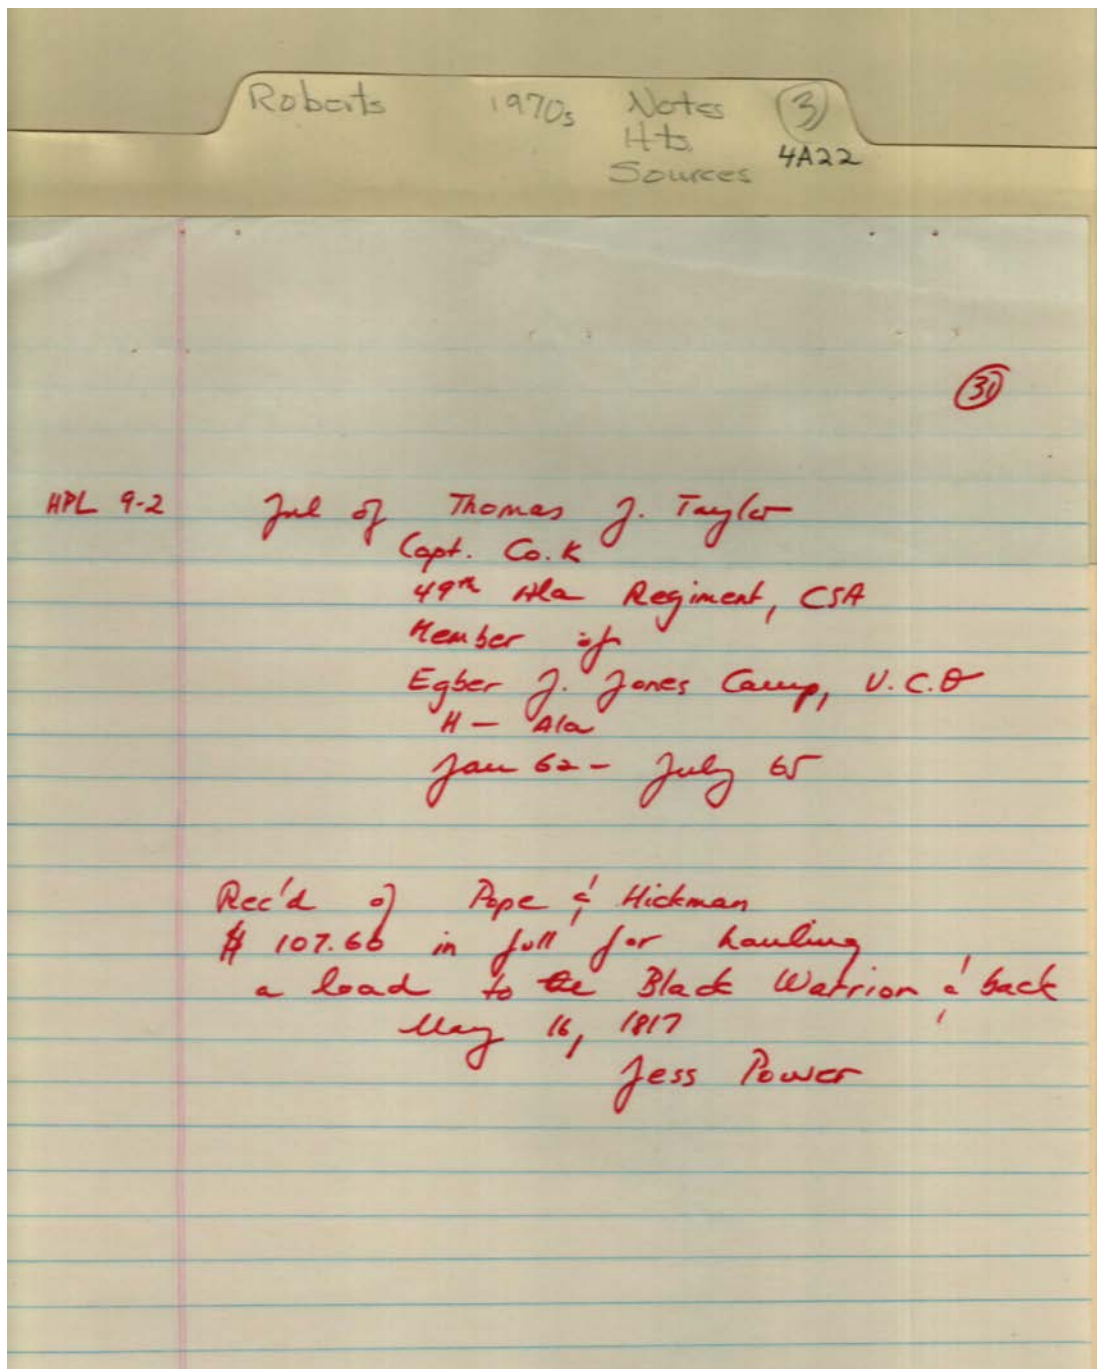 Roberts 1970s Notes 3
Hts.
Sources 4A22
31
HPL 9-2 Jnl of Thomas J. Taylor
Capt. Co. K
49th Ala Regiment, CSA
Member of
Egber J. Jones Camp, U.C.V
H — Ala
Jan 62 - July 65
Rec'd of Pope & Hickman
$ 107.66 in full for hauling
a load to the Black Warrior & back
May 16, 1817
Jess Power